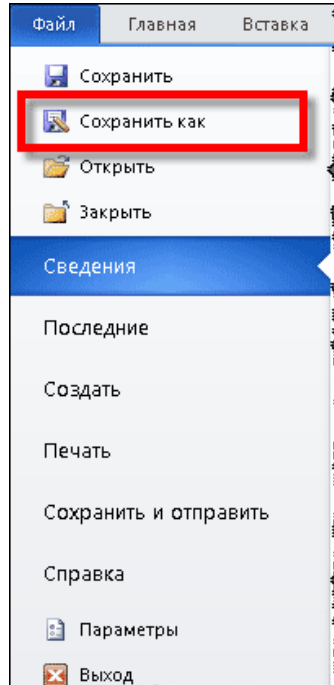 Файл Главная Вставка
Сохранить
Сохранить как
Открыть
Закрыть
Сведения
Последние
Создать
Печать
Сохранить и отправить
Справка
Параметры
Выход